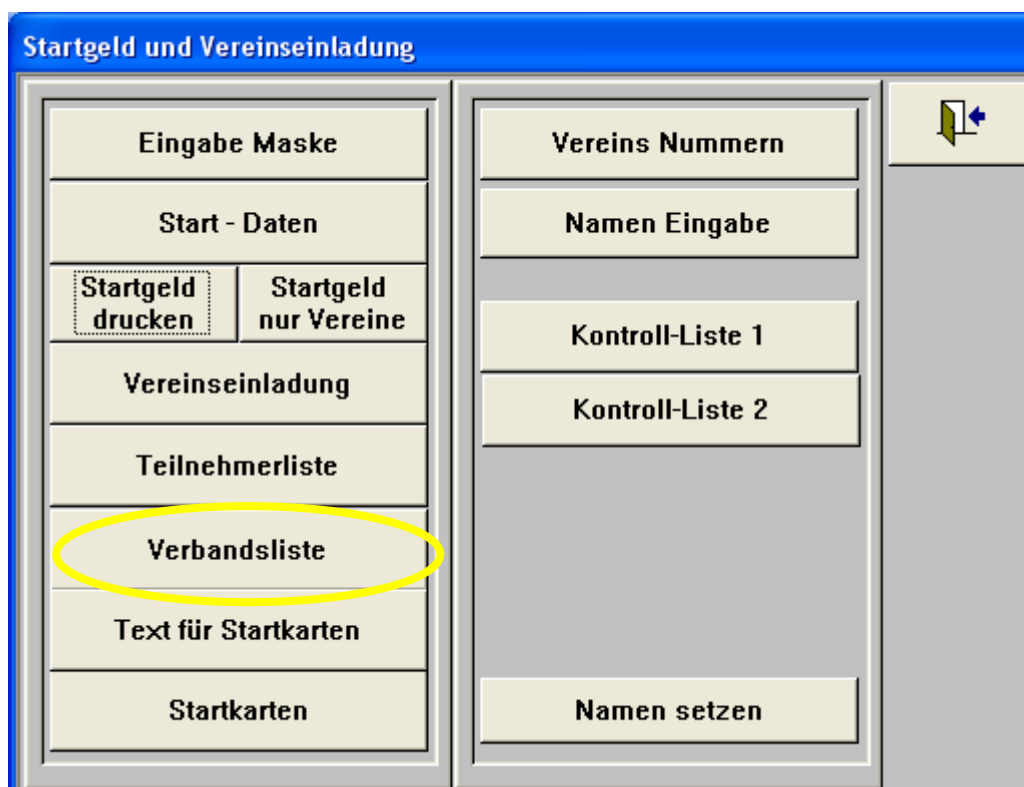 Startgeld und Vereinseinladung
Eingabe Maske
Start - Daten
Startgeld
drucken
Startgeld
nur Vereine
Vereinseinladung
Teilnehmerliste
Verbandsliste
Text für Startkarten
Startkarten
Vereins Nummern
Namen Eingabe
Kontroll-Liste 1
Kontroll-Liste 2
Namen setzen